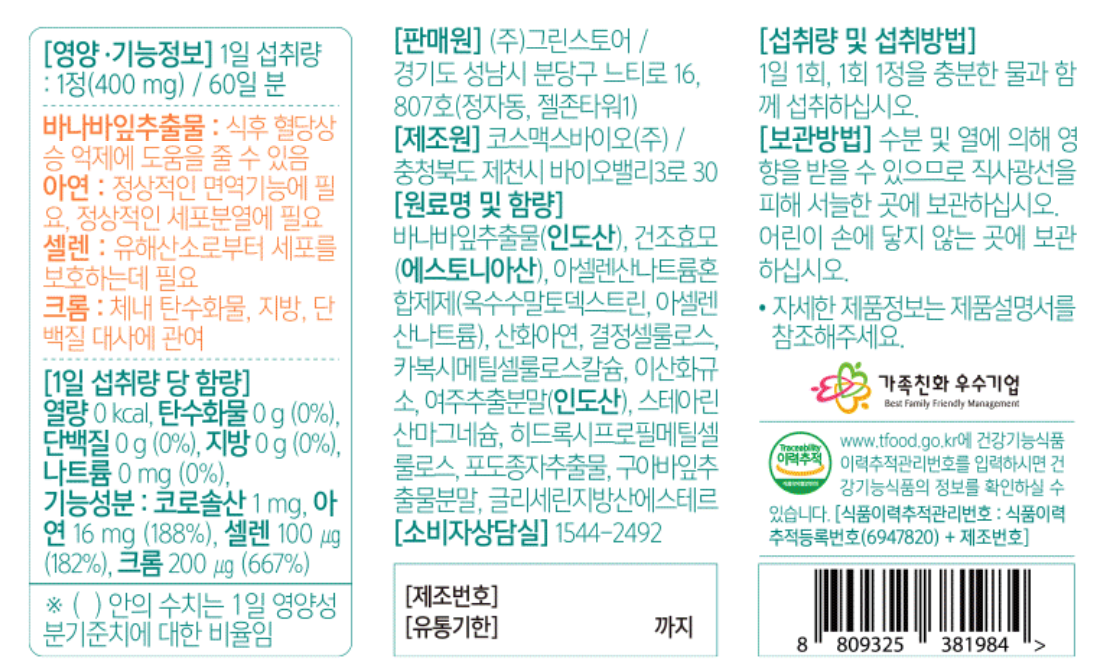 [영양·기능정보] 1일 섭취량
: 1정(400 mg) / 60일 분
바나바잎추출물 : 식후 혈당상
승 억제에 도움을 줄 수 있음
아연 : 정상적인 면역기능에 필
요, 정상적인 세포분열에 필요
셀렌 : 유해산소로부터 세포를
보호하는데 필요
크롬 : 체내 탄수화물, 지방, 단
백질 대사에 관여
[1일 섭취량 당 함량]
열량 0 kcal, 탄수화물 0 g (0%),
단백질 0 g (0%), 지방 0 g (0%),
나트륨 0 mg (0%),
기능성분 : 코로솔산 1 mg, 아
연 16 mg (188%), 셀렌 100 ㎍
(182%), 크롬 200 ㎍ (667%)
※ ( ) 안의 수치는 1일 영양성
분기준치에 대한 비율임
[판매원] (주)그린스토어 /
경기도 성남시 분당구 느티로 16,
807호(정자동, 젤존타워1)
[제조원] 코스맥스바이오(주) /
충청북도 제천시 바이오밸리3로 30
[원료명 및 함량]
바나바잎추출물(인도산), 건조효모
(에스토니아산), 아셀렌산나트륨혼
합제제(옥수수말토덱스트린, 아셀렌
산나트륨), 산화아연, 결정셀룰로스,
카복시메틸셀룰로스칼슘, 이산화규
소, 여주추출분말(인도산), 스테아린
산마그네슘, 히드록시프로필메틸셀
룰로스, 포도종자추출물, 구아바잎추
출물분말, 글리세린지방산에스테르
[소비자상담실] 1544-2492
[제조번호]
[유통기한] 까지
[섭취량 및 섭취방법]
1일 1회, 1회 1정을 충분한 물과 함
께 섭취하십시오.
[보관방법] 수분 및 열에 의해 영
향을 받을 수 있으므로 직사광선을
피해 서늘한 곳에 보관하십시오.
어린이 손에 닿지 않는 곳에 보관
하십시오.
• 자세한 제품정보는 제품설명서를
참조해주세요.
가족친화 우수기업
Best Family Friendly Management
Traceability
이력추적
www.tfood.go.kr에 건강기능식품
이력추적관리번호를 입력하시면 건
강기능식품의 정보를 확인하실 수
있습니다. [식품이력추적관리번호 : 식품이력
추적등록번호(6947820) + 제조번호]
8 809325 381984 >